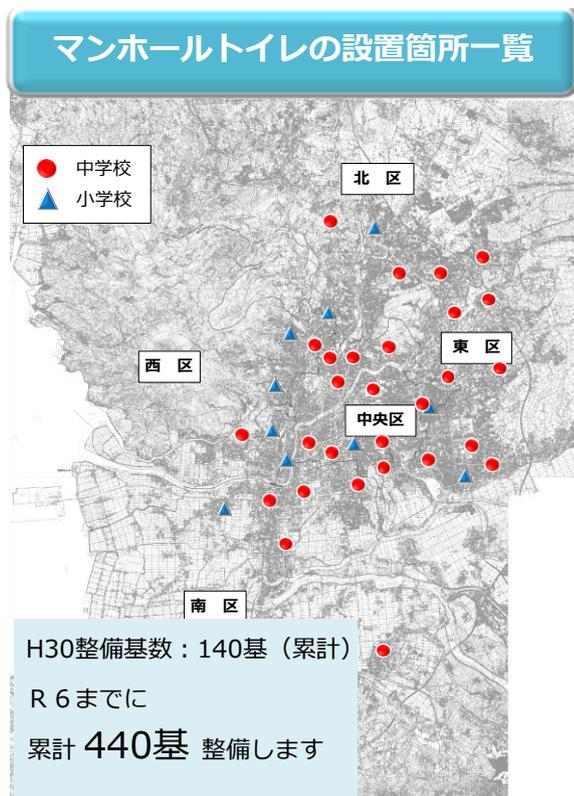 マンホールトイレの設置箇所一覧
中学校
小学校
北 区
東 区
西 区
中央区
南 区
H30整備基数：140基（累計）
R６までに
累計 440基 整備します